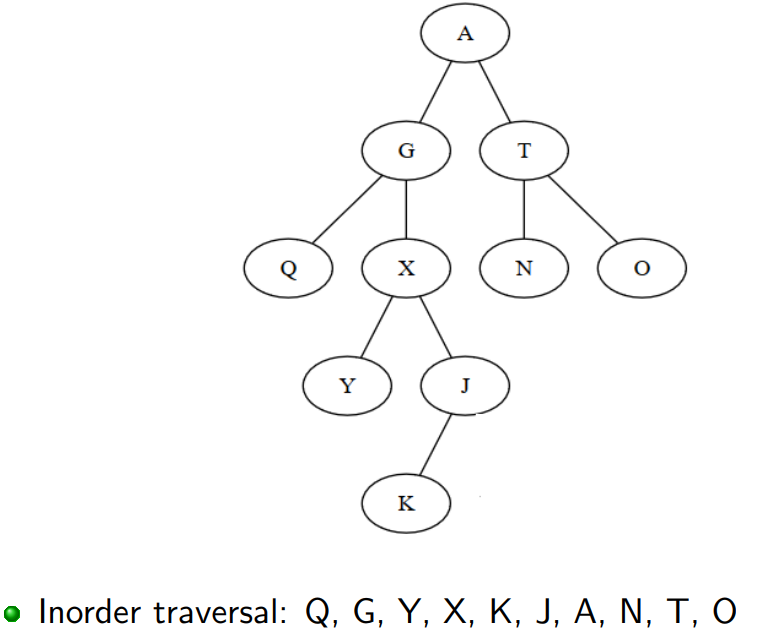 A
G T
Q X N O
Y J
K
Inorder traversal: Q, G, Y, X, K, J, A, N, T, O